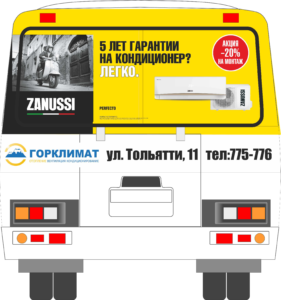 5 ЛЕТ ГАРАНТИИ
НА КОНДИЦИОНЕР?
ЛЕГКО.
АКЦИЯ
-20%
НА МОНТАЖ
ZANUSSI
PERFECTO
ZANUSSI
ГОРКЛИМАТ
ул. Тольятти, 11
тел:775-776